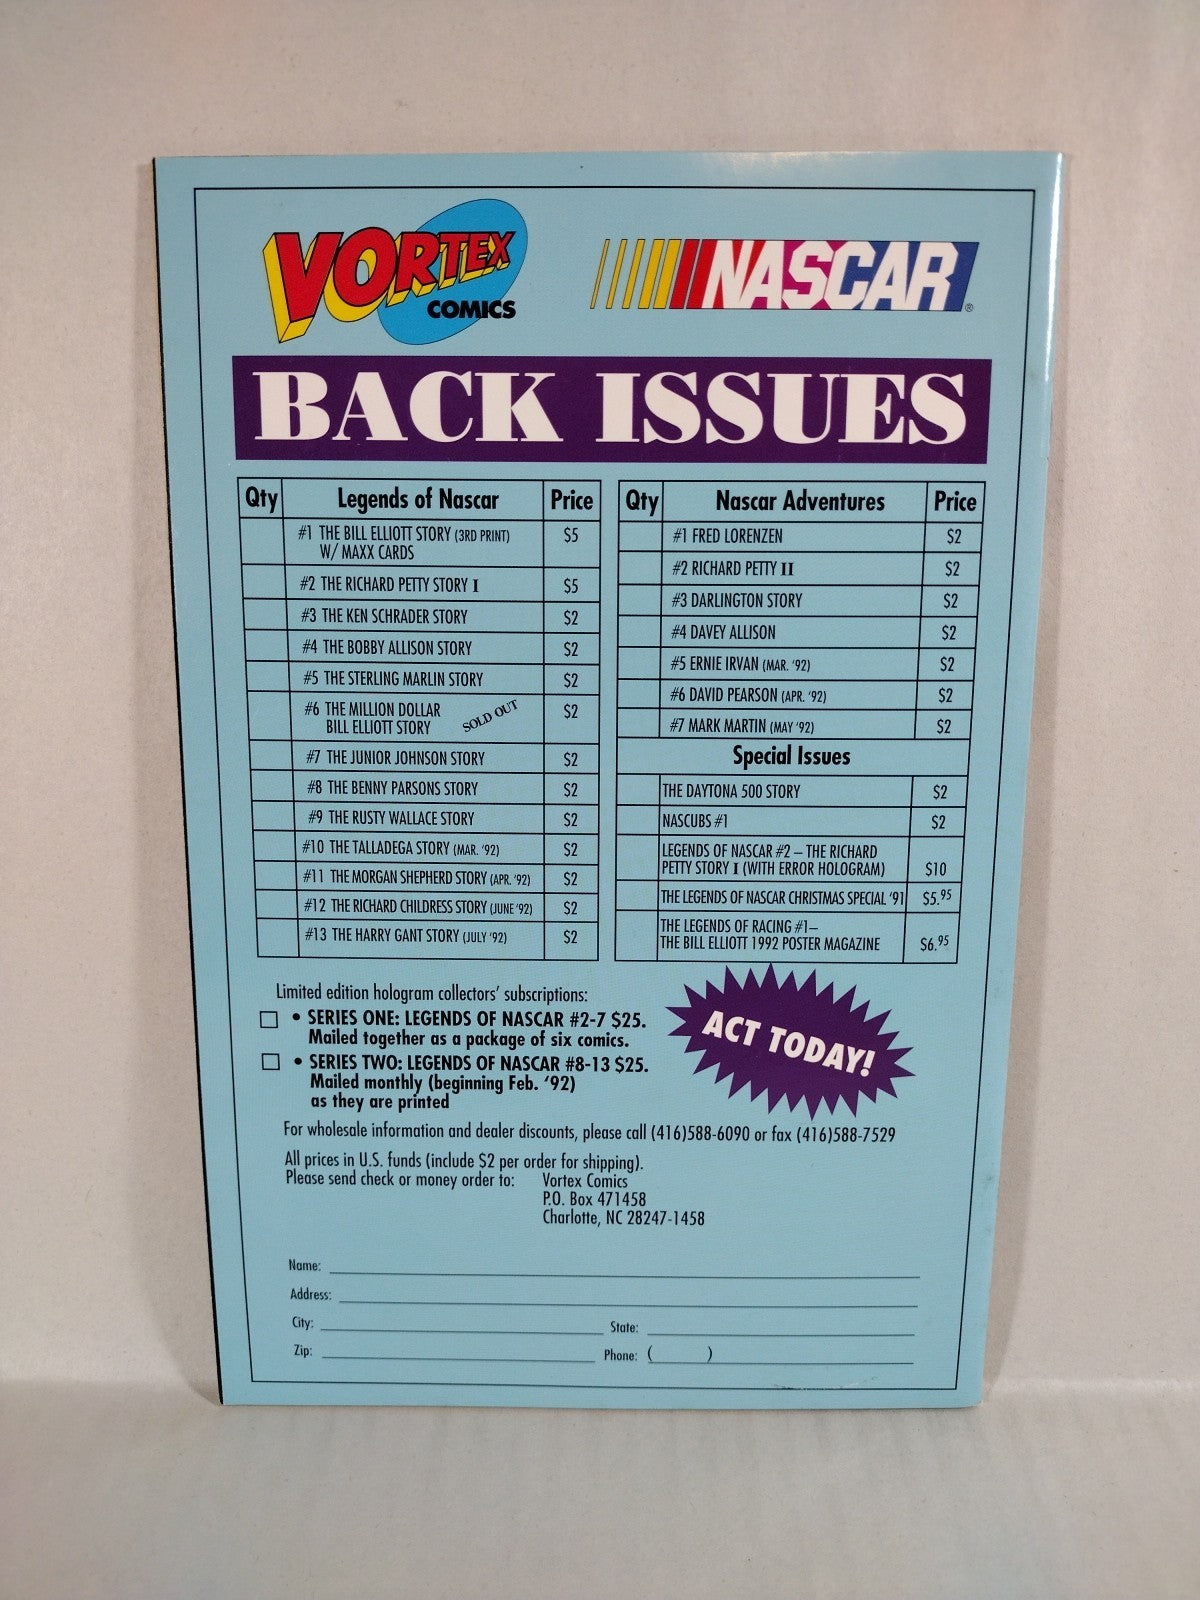 VORTEX
COMICS
NASCAR®
BACK ISSUES
Qty Legends of Nascar Price
#1 THE BILL ELLIOTT STORY (3RD PRINT) $5
W/ MAXX CARDS
#2 THE RICHARD PETTY STORY I $5
#3 THE KEN SCHRADER STORY $2
#4 THE BOBBY ALLISON STORY $2
#5 THE STERLING MARLIN STORY $2
#6 THE MILLION DOLLAR SOLD OUT $2
BILL ELLIOTT STORY
#7 THE JUNIOR JOHNSON STORY $2
#8 THE BENNY PARSONS STORY $2
#9 THE RUSTY WALLACE STORY $2
#10 THE TALLADEGA STORY (MAR. '92) $2
#11 THE MORGAN SHEPHERD STORY (APR. '92) $2
#12 THE RICHARD CHILDRESS STORY (JUNE '92) $2
#13 THE HARRY GANT STORY (JULY '92) $2
Qty Nascar Adventures Price
#1 FRED LORENZEN $2
#2 RICHARD PETTY II $2
#3 DARLINGTON STORY $2
#4 DAVEY ALLISON $2
#5 ERNIE IRVAN (MAR. '92) $2
#6 DAVID PEARSON (APR. '92) $2
#7 MARK MARTIN (MAY '92) $2
Special Issues
THE DAYTONA 500 STORY $2
NASCUBS #1 $2
LEGENDS OF NASCAR #2 – THE RICHARD
PETTY STORY I (WITH ERROR HOLOGRAM) $10
THE LEGENDS OF NASCAR CHRISTMAS SPECIAL '91 $5.95
THE LEGENDS OF RACING #1–
THE BILL ELLIOTT 1992 POSTER MAGAZINE $6.95
Limited edition hologram collectors' subscriptions:
• SERIES ONE: LEGENDS OF NASCAR #2-7 $25.
Mailed together as a package of six comics.
• SERIES TWO: LEGENDS OF NASCAR #8-13 $25.
Mailed monthly (beginning Feb. '92)
as they are printed
ACT TODAY!
For wholesale information and dealer discounts, please call (416)588-6090 or fax (416)588-7529
All prices in U.S. funds (include $2 per order for shipping).
Please send check or money order to: Vortex Comics
P.O. Box 471458
Charlotte, NC 28247-1458
Name:
Address:
City: State:
Zip: Phone: ( )